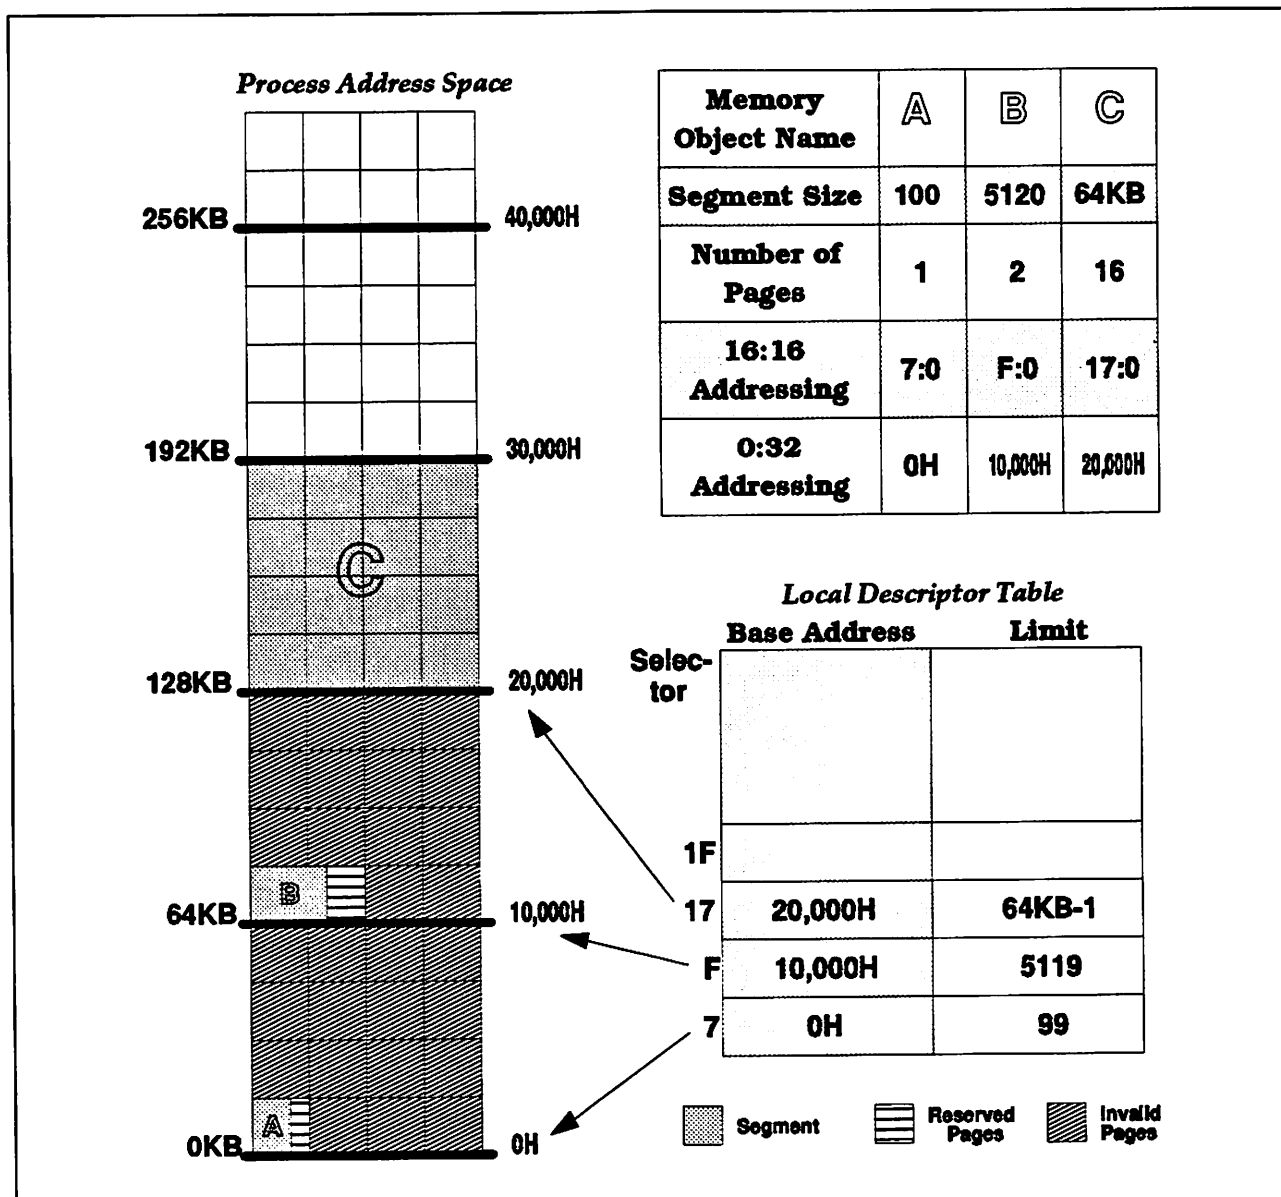 Process Address Space
256KB
40,000H
192KB
30,000H
C
128KB
20,000H
B
64KB
10,000H
A
0KB
0H
Memory
Object Name
A
B
C
Segment Size
100
5120
64KB
Number of
Pages
1
2
16
16:16
Addressing
7:0
F:0
17:0
0:32
Addressing
0H
10,000H
20,000H
Local Descriptor Table
Base Address
Limit
Selec-
tor
1F
17
20,000H
64KB-1
F
10,000H
5119
7
0H
99
Segment
Reserved
Pages
Invalid
Pages